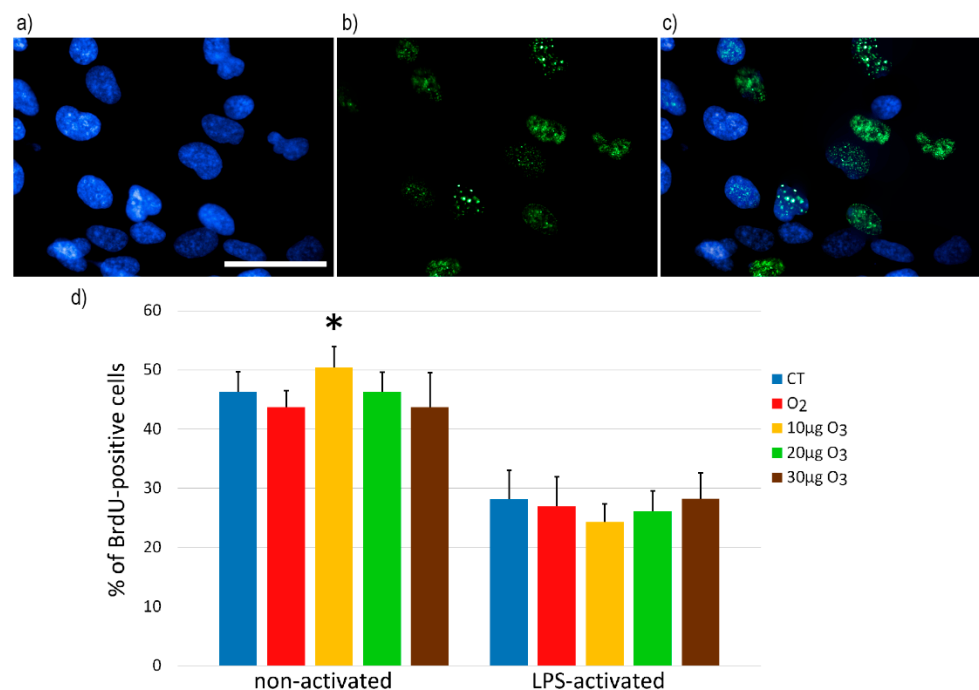 a)
b)
c)
d)
60
50
40
30
20
10
0
% of BrdU-positive cells
*
non-activated
LPS-activated
CT
O2
10µg O3
20µg O3
30µg O3